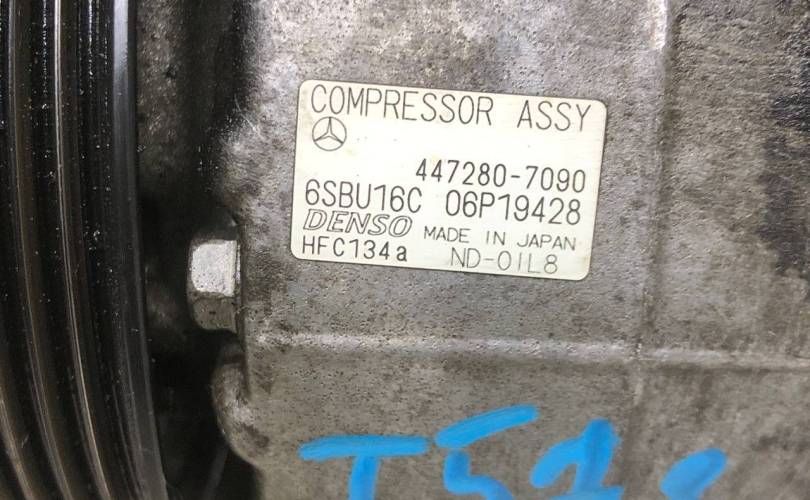 COMPRESSOR ASSY
447280-7090
6SBU16C 06P19428
DENSO MADE IN JAPAN
HFC134a ND-OIL8